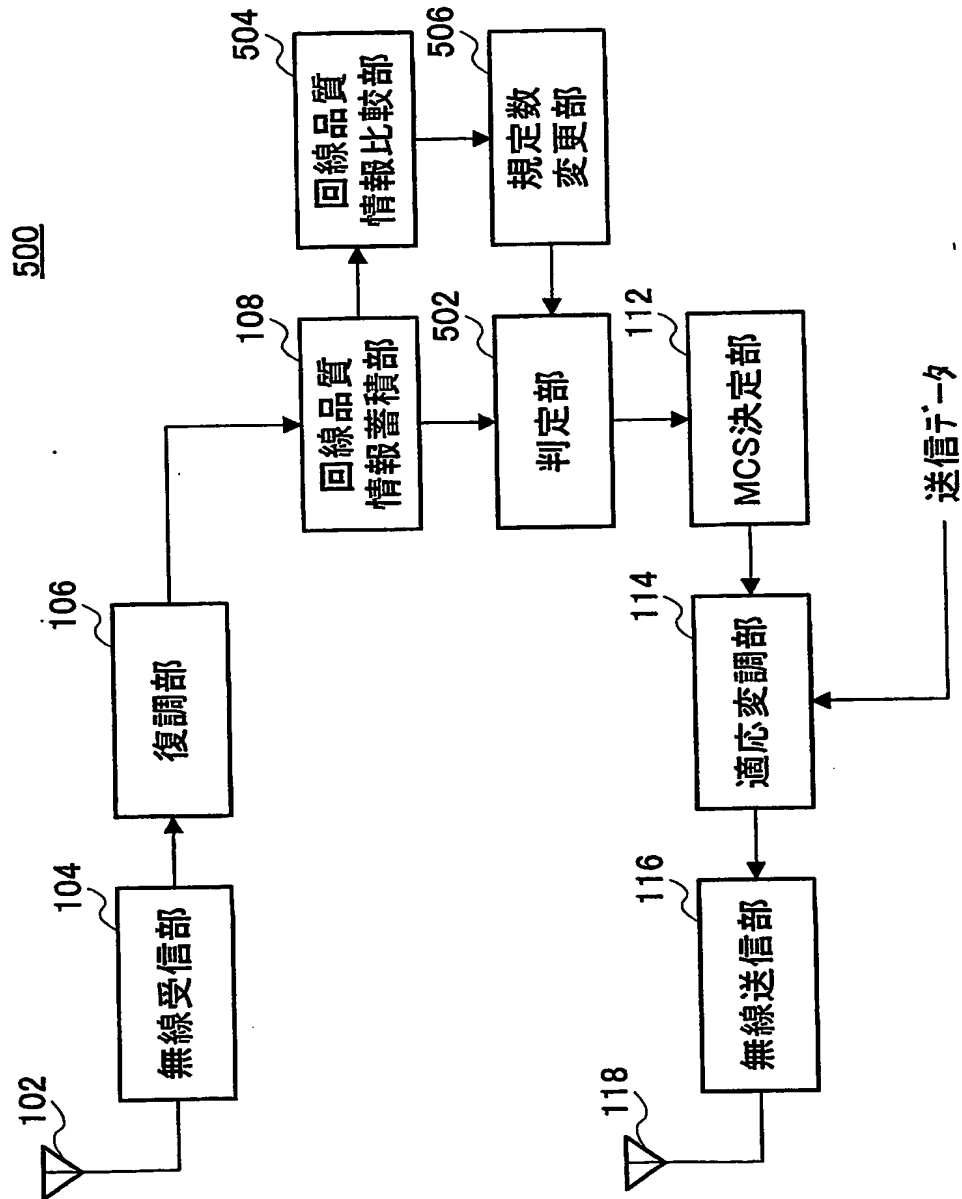 500
102
104
無線受信部
106
復調部
108
回線品質
情報蓄積部
504
回線品質
情報比較部
502
判定部
506
規定数
変更部
112
MCS決定部
114
適応変調部
116
無線送信部
118
送信データ